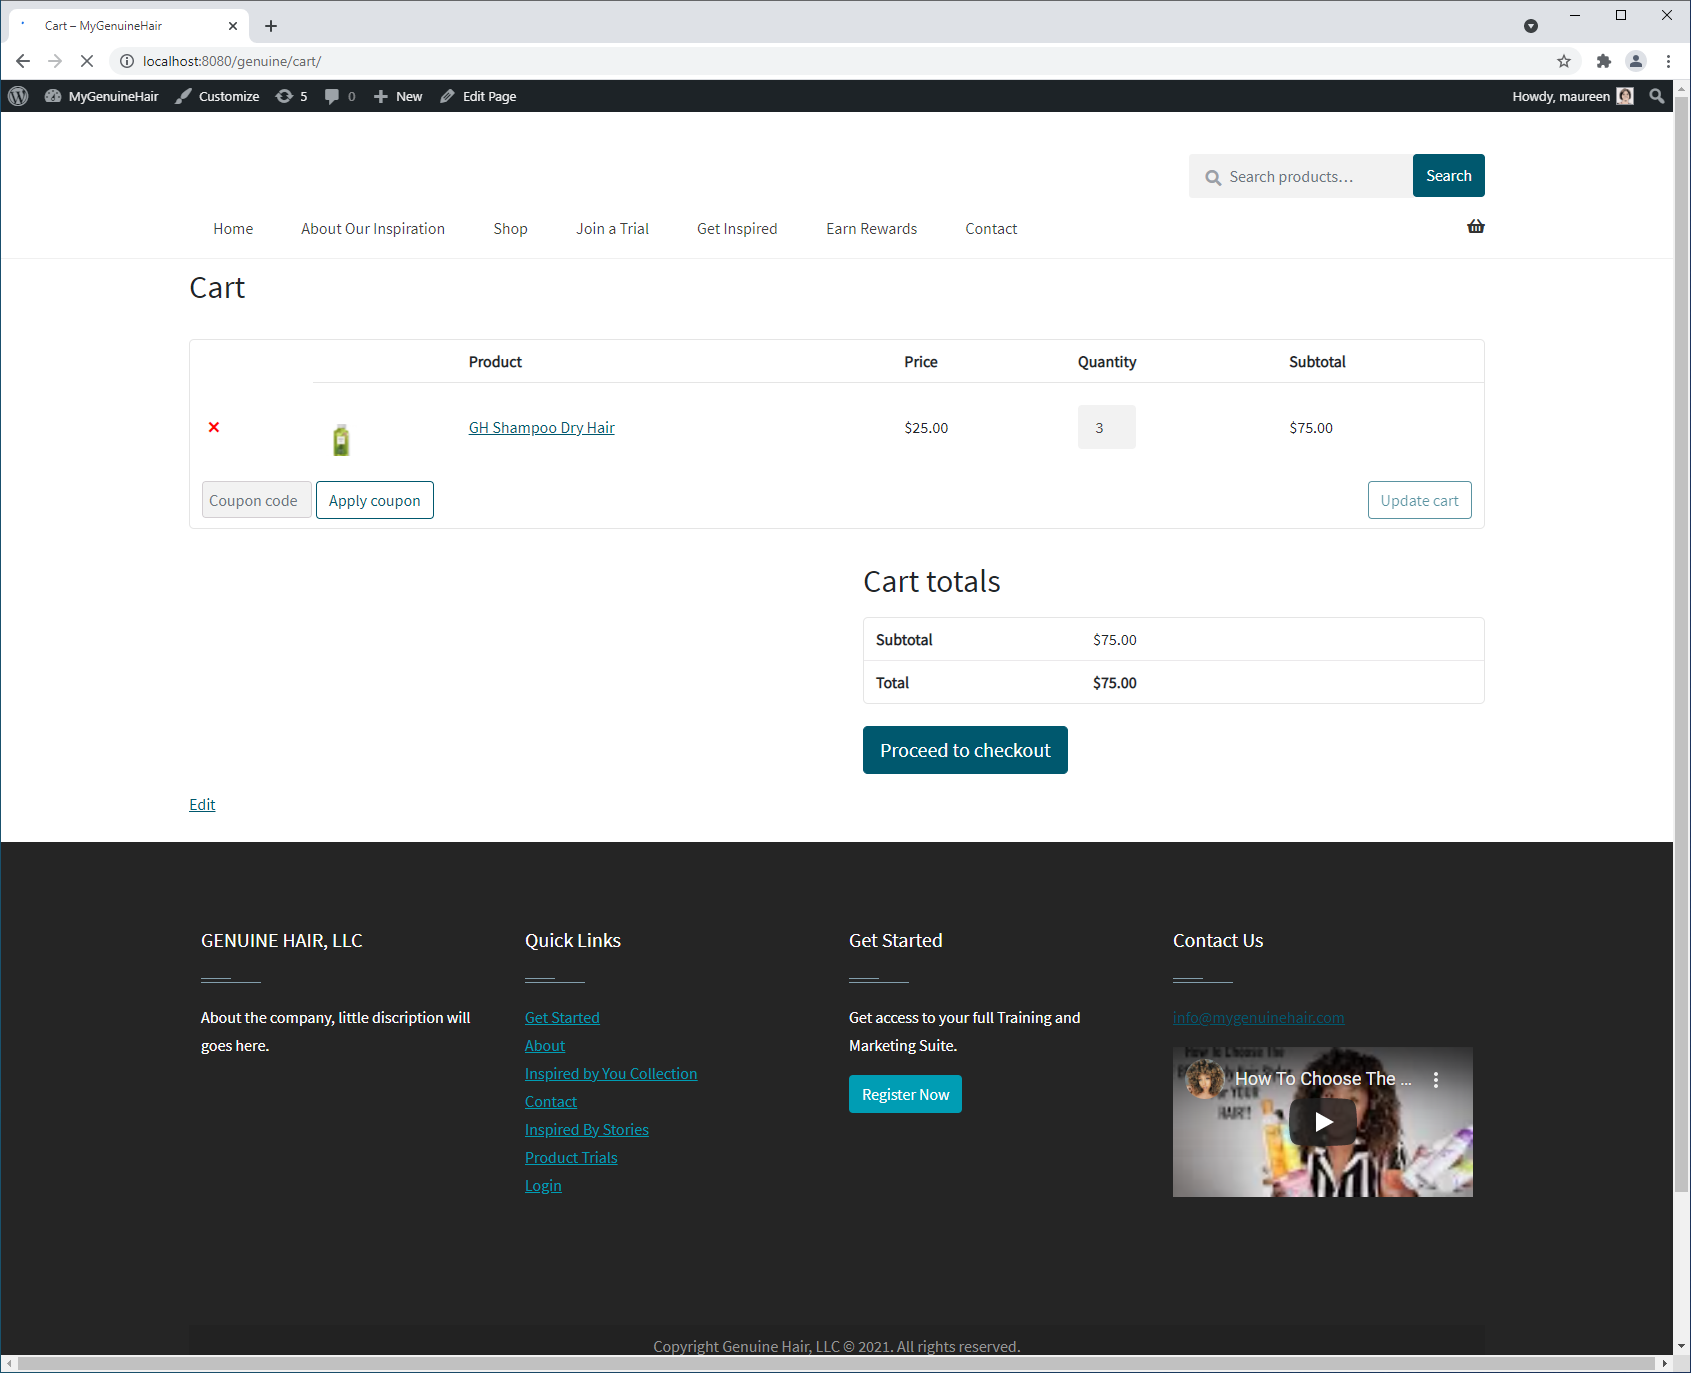 Cart – MyGenuineHair
localhost:8080/genuine/cart/
MyGenuineHair Customize 5 0 New Edit Page Howdy, maureen
Search products… Search
Home About Our Inspiration Shop Join a Trial Get Inspired Earn Rewards Contact
Cart
Product Price Quantity Subtotal
× GH Shampoo Dry Hair $25.00 3 $75.00
Coupon code Apply coupon Update cart
Cart totals
Subtotal $75.00
Total $75.00
Proceed to checkout
Edit
GENUINE HAIR, LLC
About the company, little discription will
goes here.
Quick Links
Get Started
About
Inspired by You Collection
Contact
Inspired By Stories
Product Trials
Login
Get Started
Get access to your full Training and
Marketing Suite.
Register Now
Contact Us
info@mygenuinehair.com
How To Choose The ...
HAIR!
Copyright Genuine Hair, LLC © 2021. All rights reserved.